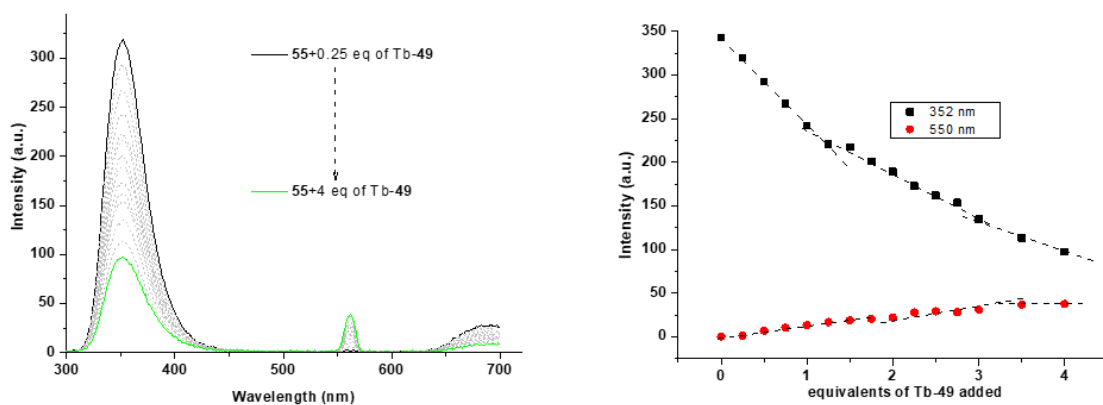 300
250
200
150
100
50
0
Intensity (a.u.)
55+0.25 eq of Tb-49
55+4 eq of Tb-49
300 400 500 600 700
Wavelength (nm)
350
300
250
200
150
100
50
0
Intensity (a.u.)
352 nm
550 nm
0 1 2 3 4
equivalents of Tb-49 added